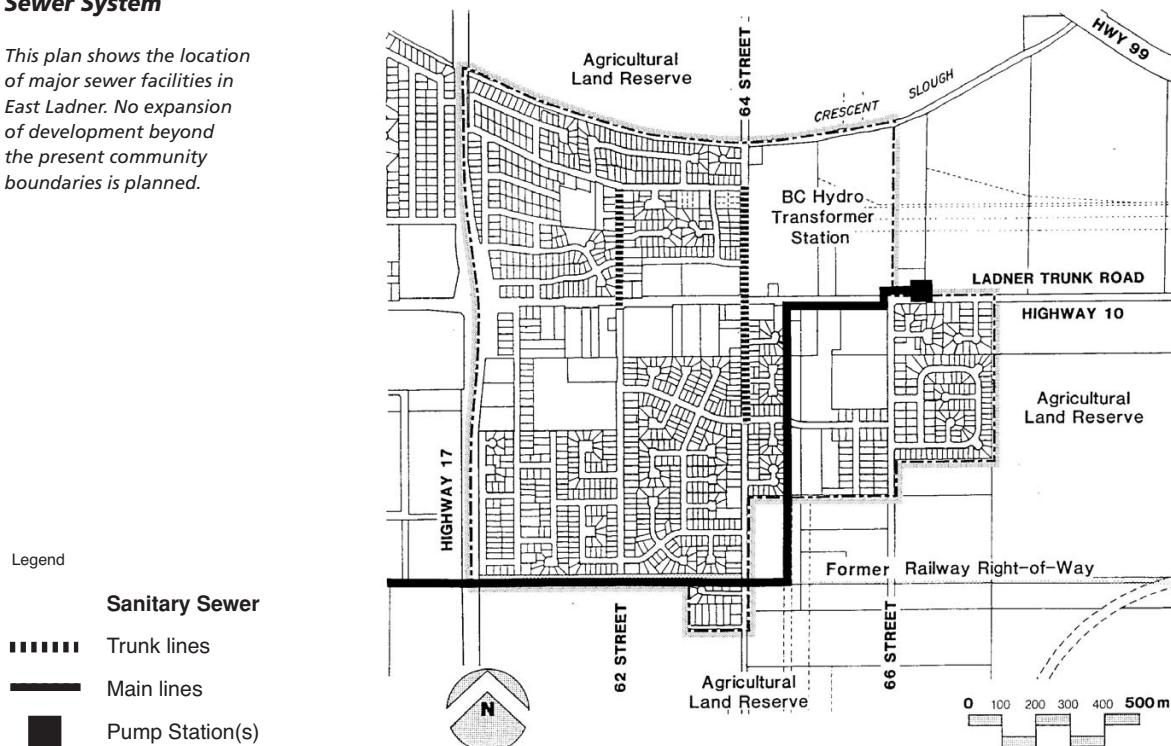 Sewer System
This plan shows the location
of major sewer facilities in
East Ladner. No expansion
of development beyond
the present community
boundaries is planned.
Agricultural
Land Reserve
64 STREET
CRESCENT SLOUGH
HWY 99
BC Hydro
Transformer
Station
LADNER TRUNK ROAD
HIGHWAY 10
Agricultural
Land Reserve
HIGHWAY 17
Former Railway Right-of-Way
62 STREET
66 STREET
Agricultural
Land Reserve
Legend
Sanitary Sewer
Trunk lines
Main lines
Pump Station(s)
N
0 100 200 300 400 500m